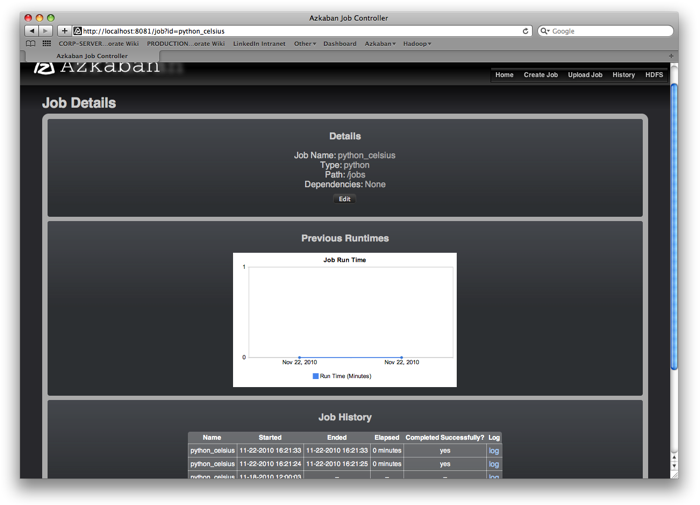 Azkaban Job Controller
http://localhost:8081/job?id=python_celsius
Google
CORP–SERVER...orate Wiki PRODUCTION...orate Wiki LinkedIn Intranet Other Dashboard Azkaban Hadoop
Azkaban Job Controller
Azkaban
Home Create Job Upload Job History HDFS
Job Details
Details
Job Name: python_celsius
Type: python
Path: /jobs
Dependencies: None
Edit
Previous Runtimes
Job Run Time
1
0
Nov 22, 2010 Nov 22, 2010
Run Time (Minutes)
Job History
Name Started Ended Elapsed Completed Successfully? Log
python_celsius 11-22-2010 16:21:33 11-22-2010 16:21:33 0 minutes yes log
python_celsius 11-22-2010 16:21:24 11-22-2010 16:21:25 0 minutes yes log
python_celsius 11-18-2010 12:00:03 – – –